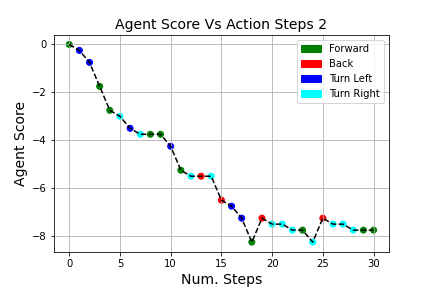 Agent Score Vs Action Steps 2
Forward
Back
Turn Left
Turn Right
Agent Score
0
−2
−4
−6
−8
0 5 10 15 20 25 30
Num. Steps